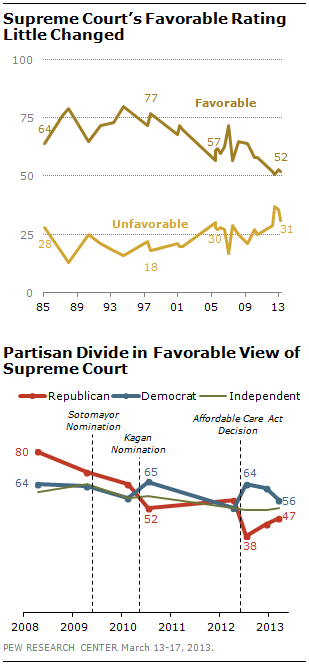 Supreme Court's Favorable Rating
Little Changed
100
75
50
25
0
Favorable
64
77
57
52
Unfavorable
28
18
30
31
85 89 93 97 01 05 09 13
Partisan Divide in Favorable View of
Supreme Court
Republican Democrat Independent
Sotomayor
Nomination
Kagan
Nomination
Affordable Care Act
Decision
80
64
65
52
64
38
56
47
2008 2009 2010 2011 2012 2013
PEW RESEARCH CENTER March 13-17, 2013.